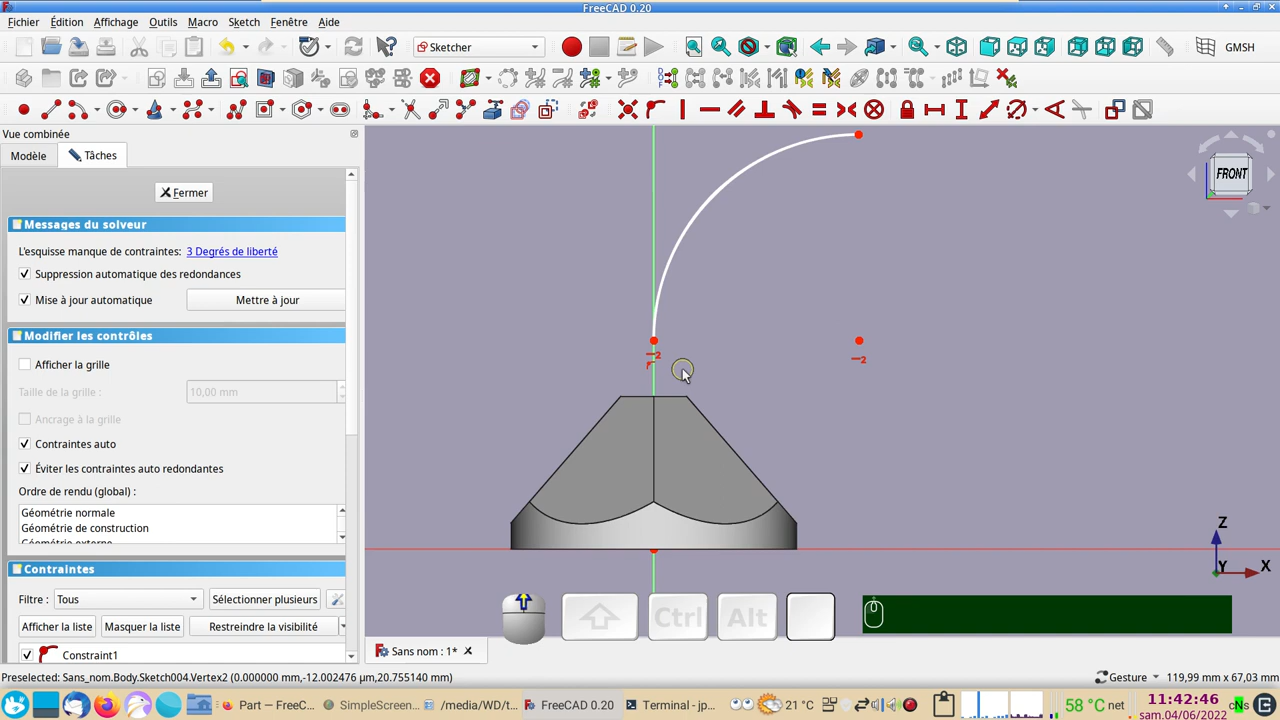 FreeCAD 0.20
Fichier Édition Affichage Outils Macro Sketch Fenêtre Aide
Sketcher
GMSH
Vue combinée
Modèle Tâches
Fermer
Messages du solveur
L'esquisse manque de contraintes: 3 Degrés de liberté
Suppression automatique des redondances
Mise à jour automatique Mettre à jour
Modifier les contrôles
Afficher la grille
Taille de la grille : 10,00 mm
Ancrage à la grille
Contraintes auto
Éviter les contraintes auto redondantes
Ordre de rendu (global) :
Géométrie normale
Géométrie de construction
Géométrie externe
Contraintes
Filtre : Tous Sélectionner plusieurs
Afficher la liste Masquer la liste Restreindre la visibilité
Constraint1
FRONT
2 2
Z
Y X
Ctrl Alt
Sans nom : 1*
Preselected: Sans_nom.Body.Sketch004.Vertex2 (0.000000 mm,-12.002476 µm,20.755140 mm) Gesture 119,99 mm x 67,03 mm
Part — FreeC... SimpleScreen... /media/WD/t... FreeCAD 0.20 Terminal - jp... 21 °C 58 °C net 11:42:46
sam.04/06/2022
cNs